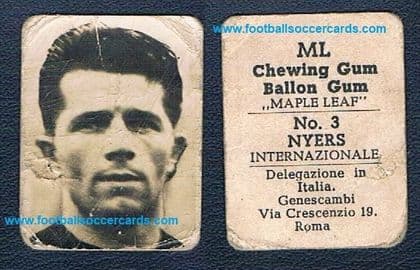 www.footballsoccercards.com
www.footballsoccercards.com
ML
Chewing Gum
Ballon Gum
„MAPLE LEAF”
No. 3
NYERS
INTERNAZIONALE
Delegazione in
Italia.
Genescambi
Via Crescenzio 19.
Roma